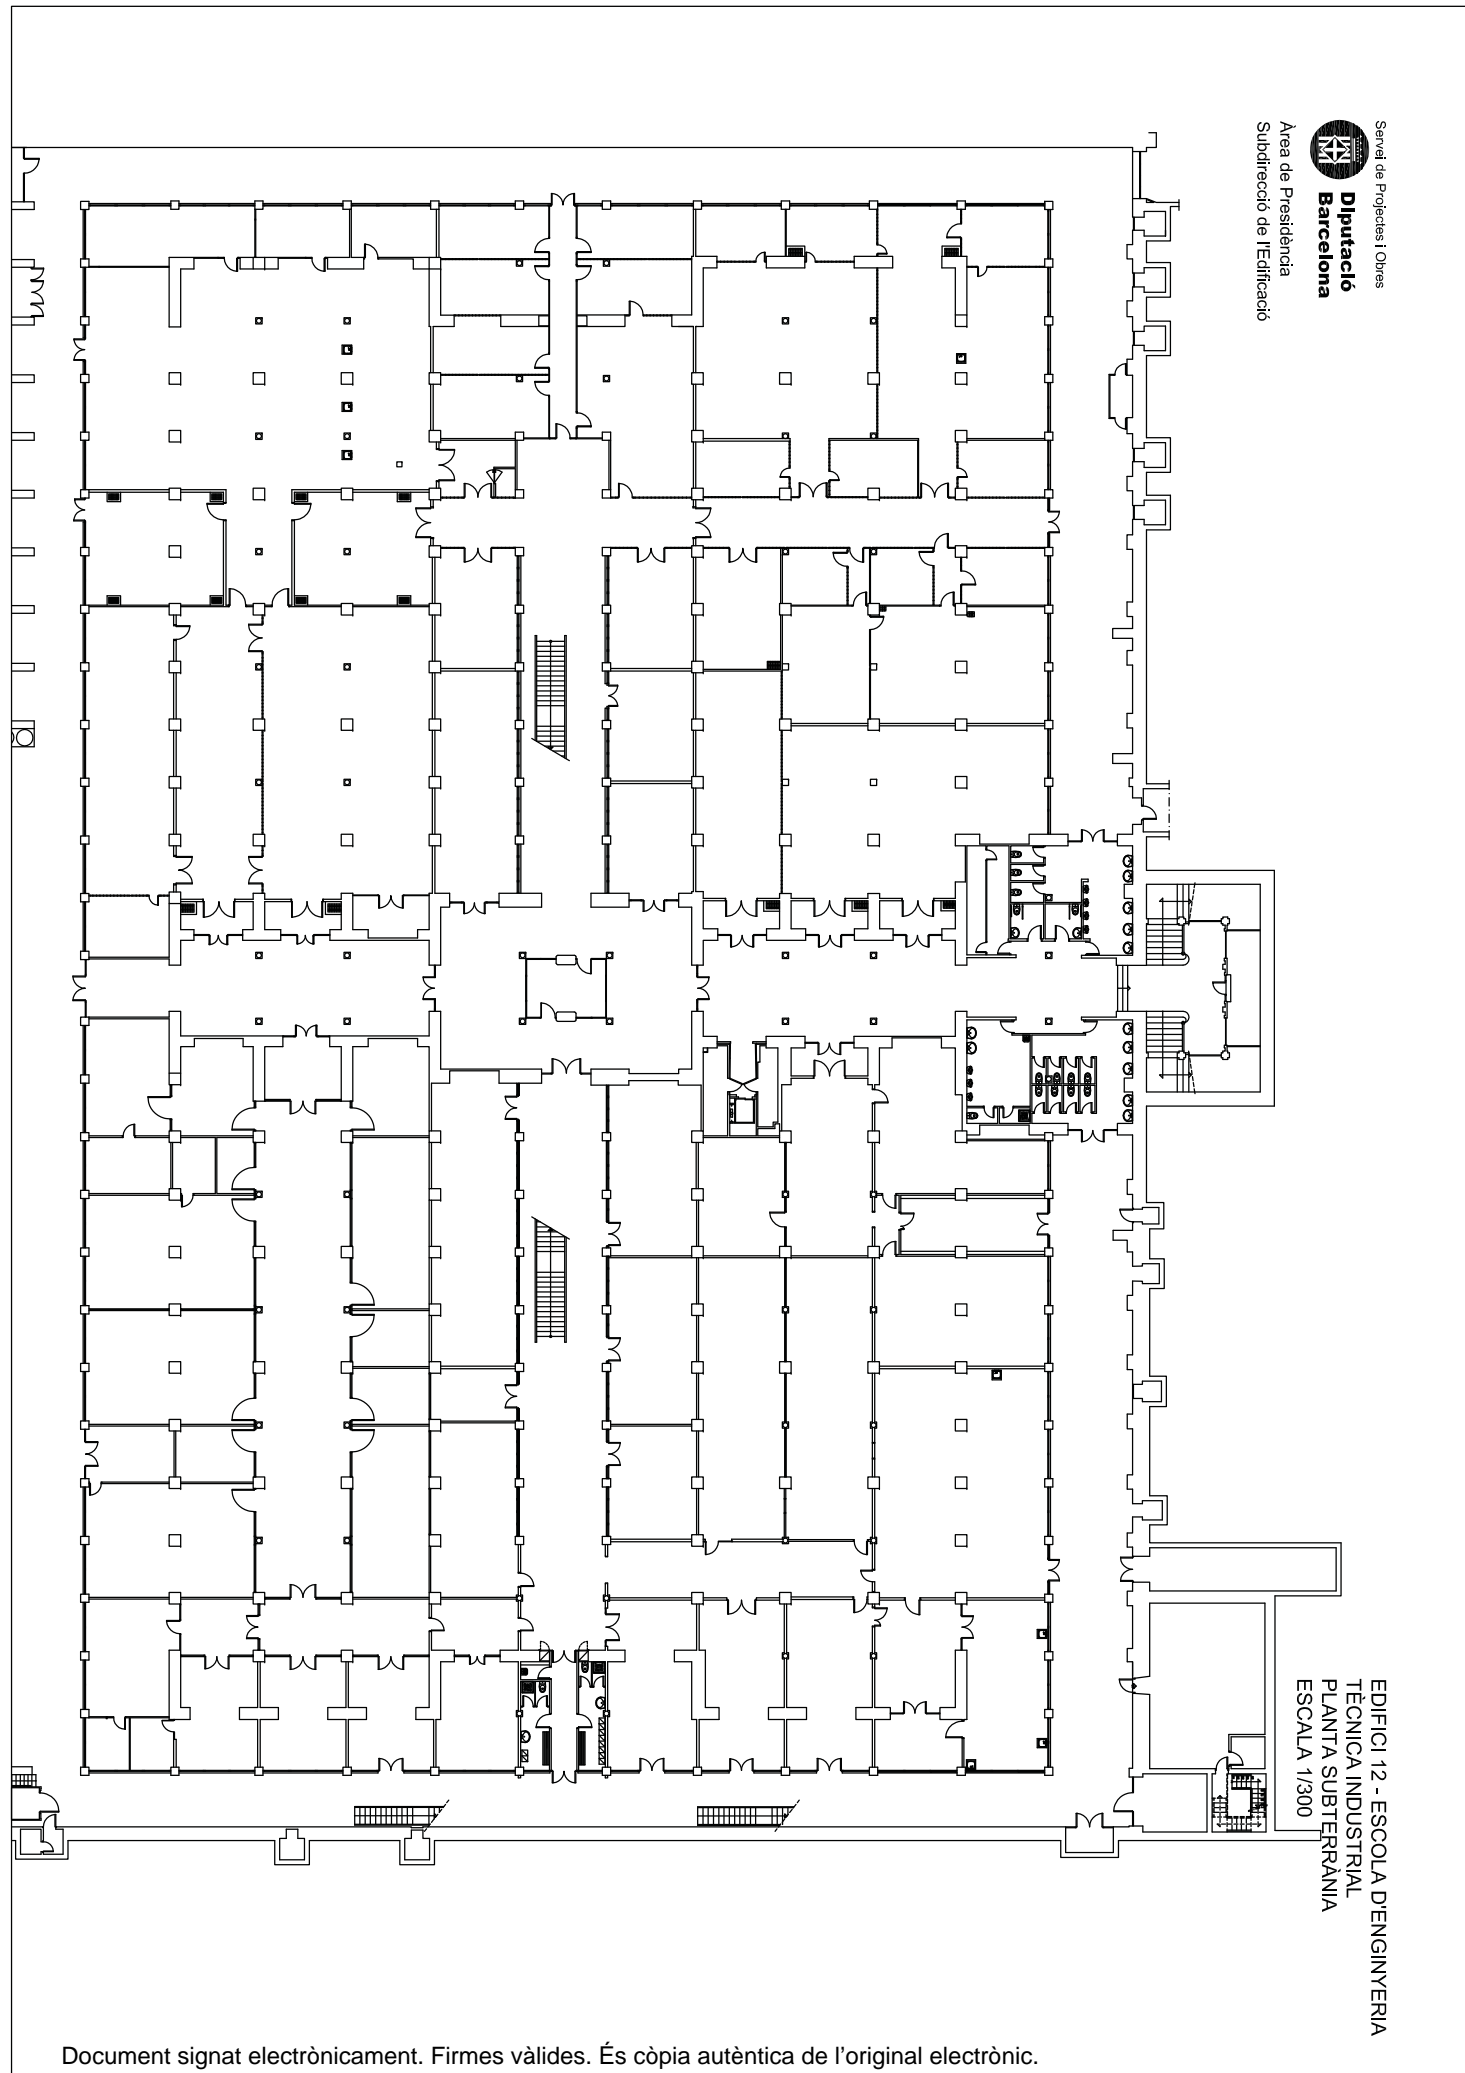 Servei de Projectes i Obres
Diputació
Barcelona
Àrea de Presidència
Subdirecció de l'Edificació
EDIFICI 12 - ESCOLA D'ENGINYERIA
TÈCNICA INDUSTRIAL
PLANTA SUBTERRÀNIA
ESCALA 1/300
Document signat electrònicament. Firmes vàlides. És còpia autèntica de l’original electrònic.